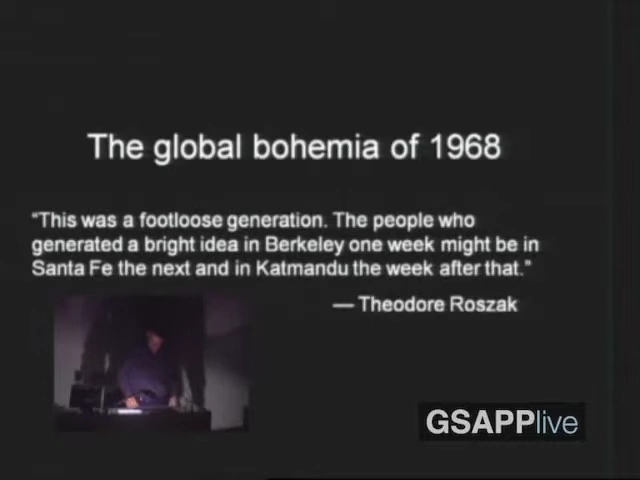 The global bohemia of 1968
“This was a footloose generation. The people who
generated a bright idea in Berkeley one week might be in
Santa Fe the next and in Katmandu the week after that.”
— Theodore Roszak
GSAPPlive